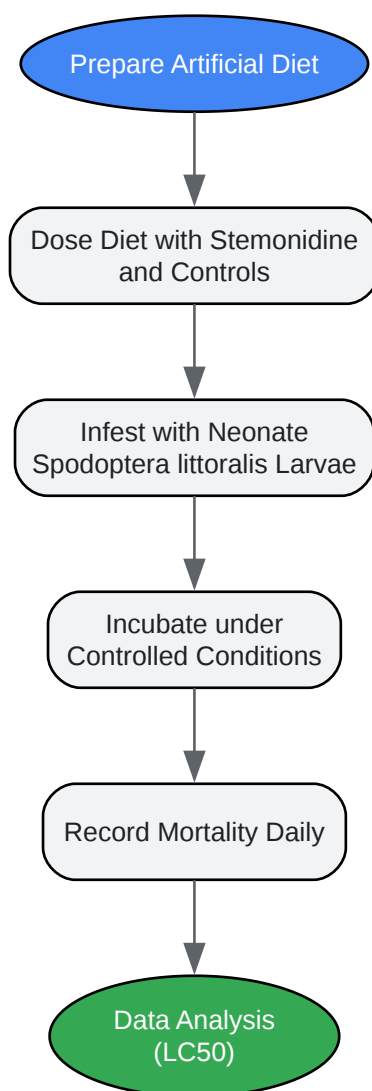 Prepare Artificial Diet
Dose Diet with Stemonidine
and Controls
Infest with Neonate
Spodoptera littoralis Larvae
Incubate under
Controlled Conditions
Record Mortality Daily
Data Analysis
(LC50)